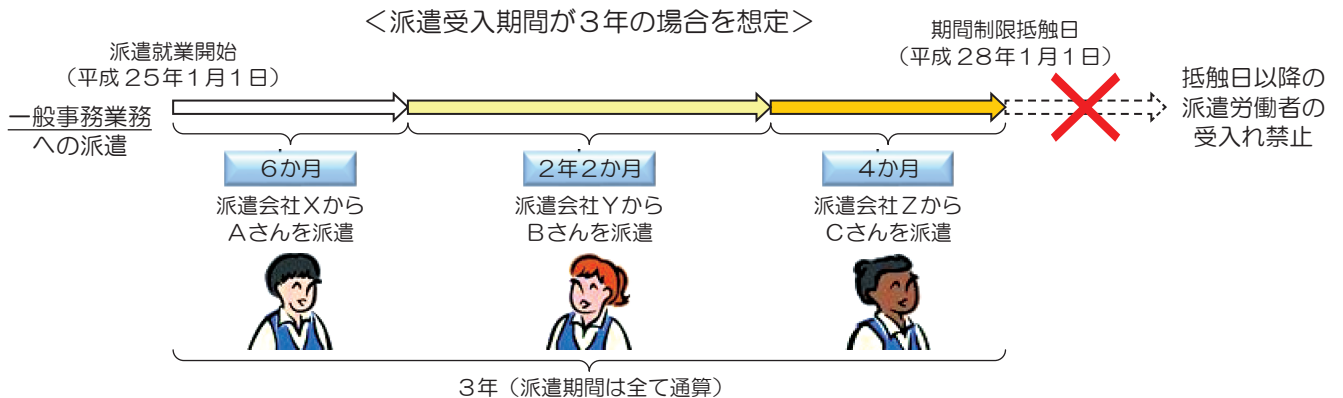 ＜派遣受入期間が３年の場合を想定＞
派遣就業開始
（平成２５年１月１日）
期間制限抵触日
（平成２８年１月１日）
一般事務業務
への派遣
抵触日以降の
派遣労働者の
受入れ禁止
６か月
２年２か月
４か月
派遣会社Ｘから
Ａさんを派遣
派遣会社Ｙから
Ｂさんを派遣
派遣会社Ｚから
Ｃさんを派遣
３年（派遣期間は全て通算）